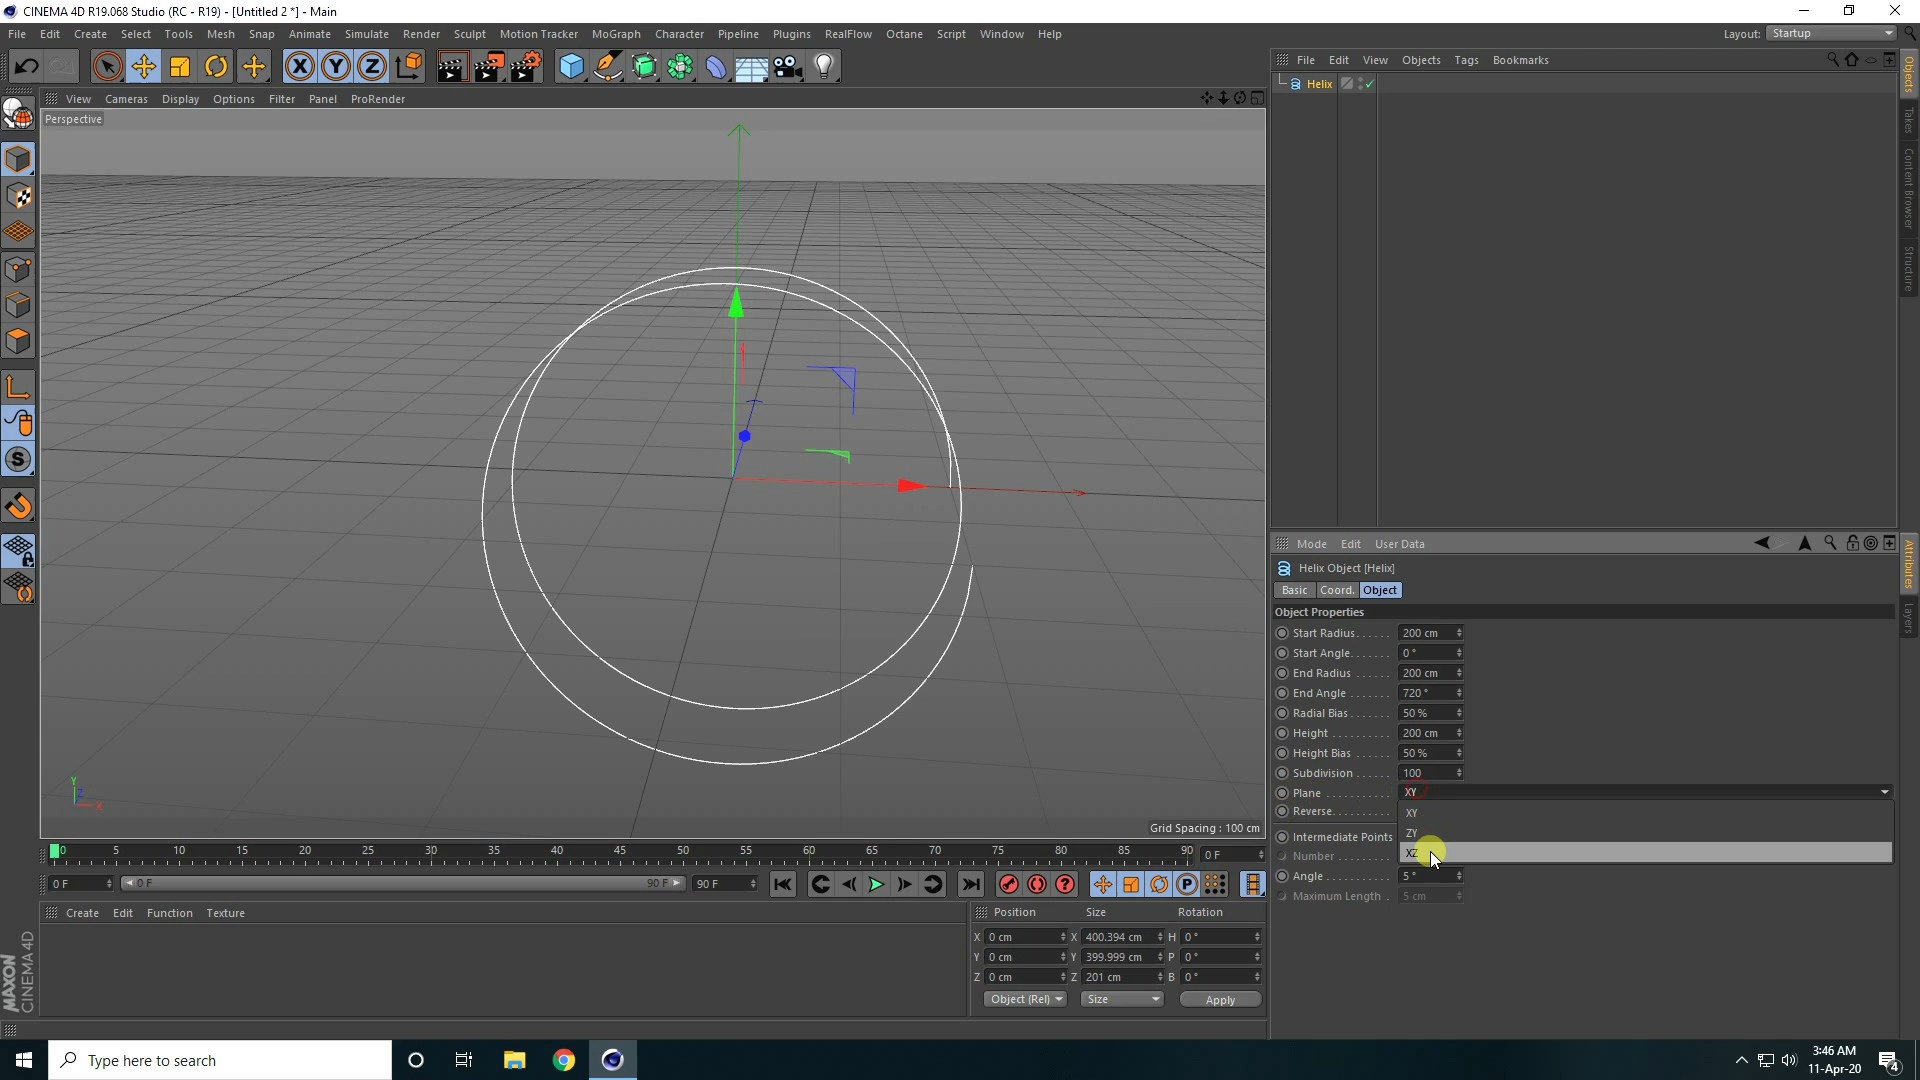 CINEMA 4D R19.068 Studio (RC - R19) - [Untitled 2 *] - Main
File Edit Create Select Tools Mesh Snap Animate Simulate Render Sculpt Motion Tracker MoGraph Character Pipeline Plugins RealFlow Octane Script Window Help
Layout: Startup
File Edit View Objects Tags Bookmarks
Helix
View Cameras Display Options Filter Panel ProRender
Perspective
Y
Z
X
Grid Spacing : 100 cm
Objects
Takes
Content Browser
Structure
Mode Edit User Data
Helix Object [Helix]
Basic Coord. Object
Object Properties
Start Radius 200 cm
Start Angle 0 °
End Radius 200 cm
End Angle 720 °
Radial Bias 50 %
Height 200 cm
Height Bias 50 %
Subdivision 100
Plane XY
Reverse
XY
ZY
XZ
Intermediate Points
Number
Angle 5 °
Maximum Length 5 cm
Attributes
Layers
0 5 10 15 20 25 30 35 40 45 50 55 60 65 70 75 80 85 90 0 F
0 F 0 F 90 F 90 F
Create Edit Function Texture
Position Size Rotation
X 0 cm X 400.394 cm H 0 °
Y 0 cm Y 399.999 cm P 0 °
Z 0 cm Z 201 cm B 0 °
Object (Rel) Size Apply
MAXON
CINEMA 4D
Type here to search
3:46 AM
11-Apr-20
4